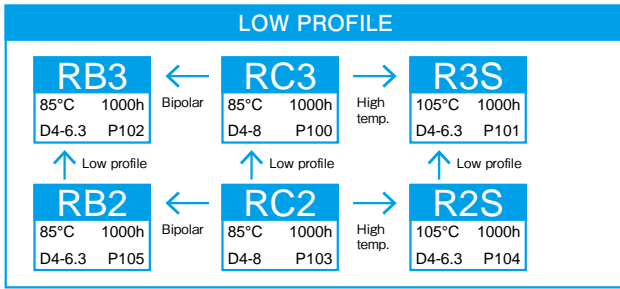 LOW PROFILE
RB3
85°C 1000h
D4-6.3 P102
Bipolar
RC3
85°C 1000h
D4-8 P100
High
temp.
R3S
105°C 1000h
D4-6.3 P101
Low profile
Low profile
Low profile
RB2
85°C 1000h
D4-6.3 P105
Bipolar
RC2
85°C 1000h
D4-8 P103
High
temp.
R2S
105°C 1000h
D4-6.3 P104